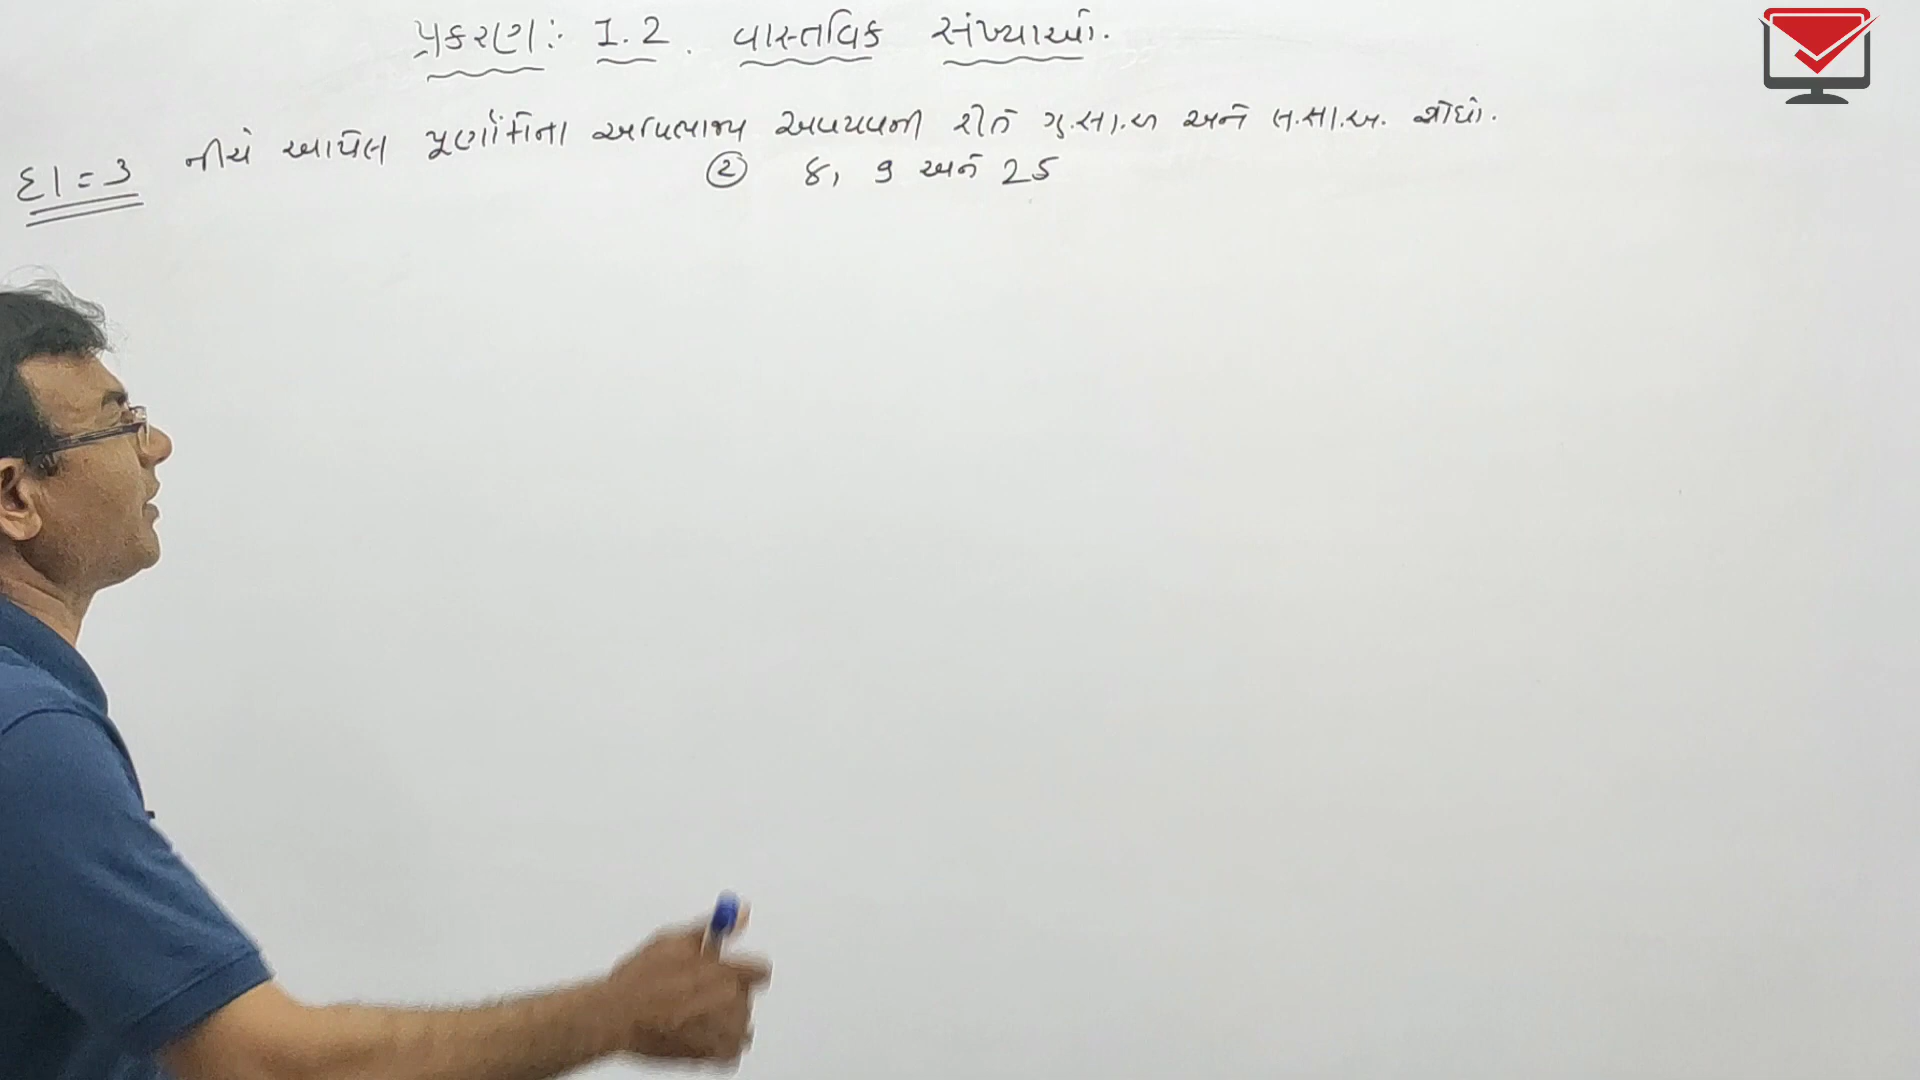 પ્રકરણ: 1.2. વાસ્તવિક સંખ્યાઓ.
દા=3 નીચે આપેલ પૂર્ણાંકોના અવિભાજ્ય અવયવની રીતે ગુ.સા.અ અને લ.સા.અ. શોધો.
② 8, 9 અને 25